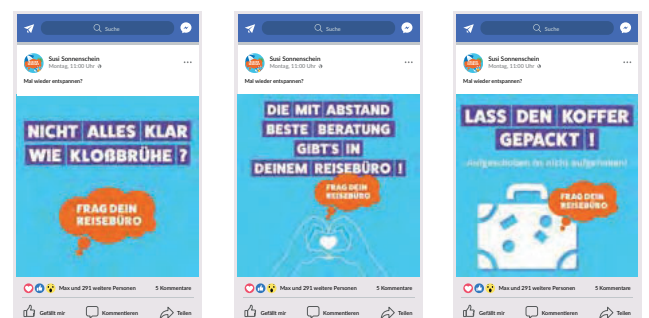 Suche
Susi Sonnenschein
Montag, 11:00 Uhr
Mal wieder entspannen?
NICHT ALLES KLAR
WIE KLOßBRÜHE ?
FRAG DEIN
REISEBÜRO
Max und 291 weitere Personen 5 Kommentare
Gefällt mir Kommentieren Teilen
Suche
Susi Sonnenschein
Montag, 11:00 Uhr
Mal wieder entspannen?
DIE MIT ABSTAND
BESTE BERATUNG
GIBT'S IN
DEINEM REISEBÜRO !
FRAG DEIN
REISEBÜRO
Max und 291 weitere Personen 5 Kommentare
Gefällt mir Kommentieren Teilen
Suche
Susi Sonnenschein
Montag, 11:00 Uhr
Mal wieder entspannen?
LASS DEN KOFFER
GEPACKT !
Aufgeschoben ist nicht aufgehoben!
FRAG DEIN
REISEBÜRO
Max und 291 weitere Personen 5 Kommentare
Gefällt mir Kommentieren Teilen